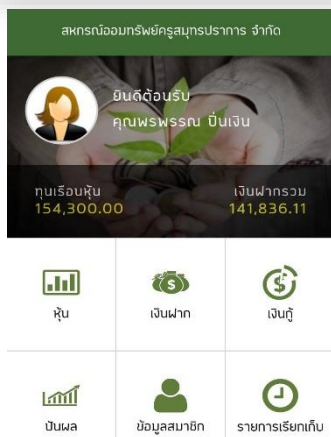 สหกรณ์ออมทรัพย์ครูสมุทรปราการ จำกัด
ยินดีต้อนรับ
คุณพรพรรณ ปิ่นเงิน
ทุนเรือนหุ้น เงินฝากรวม
154,300.00 141,836.11
หุ้น เงินฝาก เงินกู้
ปันผล ข้อมูลสมาชิก รายการเรียกเก็บ